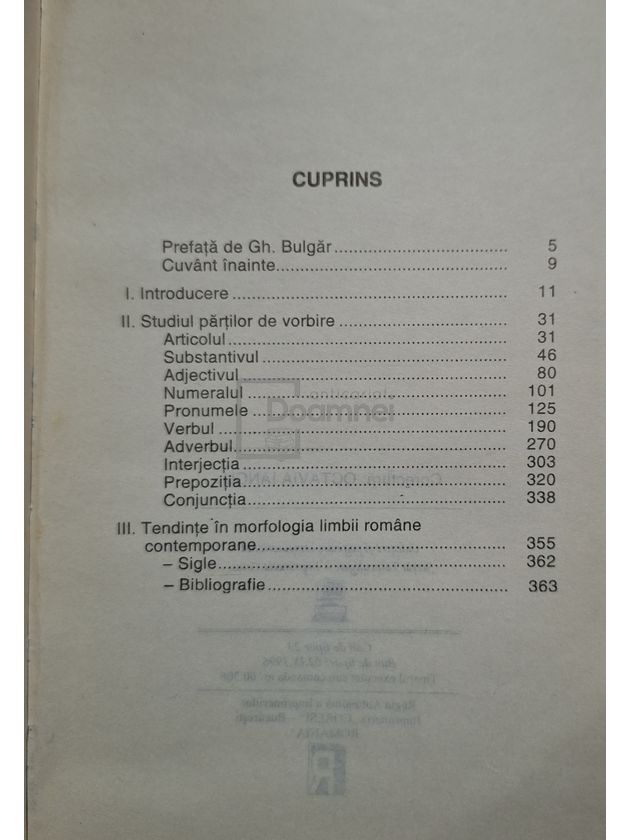 CUPRINS
Prefață de Gh. Bulgăr 5
Cuvânt înainte 9
I. Introducere 11
II. Studiul părților de vorbire 31
Articolul 31
Substantivul 46
Adjectivul 80
Numeralul 101
Pronumele 125
Verbul 190
Adverbul 270
Interjecția 303
Prepoziția 320
Conjuncția 338
III. Tendințe în morfologia limbii române
contemporane 355
– Sigle 362
– Bibliografie 363
anticariatul
Doamnei